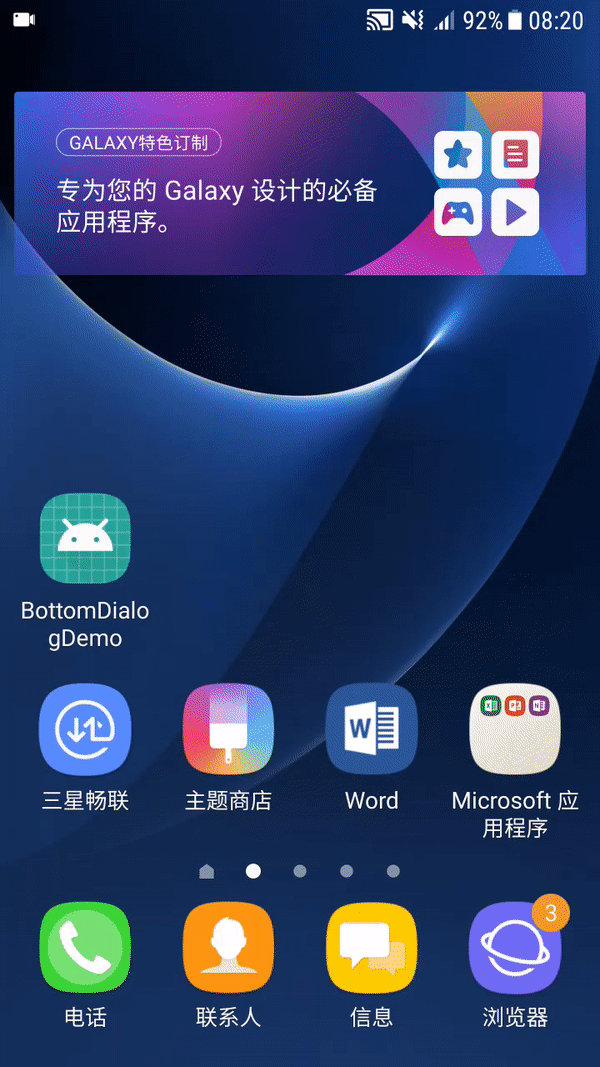 92% 08:20
GALAXY特色订制
专为您的 Galaxy 设计的必备
应用程序。
BottomDialo
gDemo
三星畅联
主题商店
W
Word
Microsoft 应
用程序
3
电话
联系人
信息
浏览器